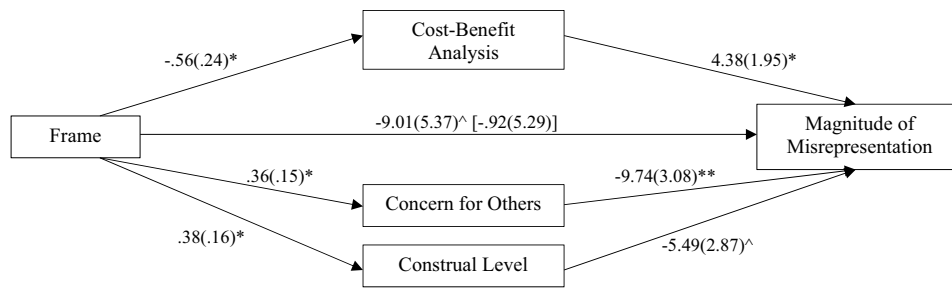 Cost-Benefit
Analysis
-.56(.24)*
4.38(1.95)*
Frame
-9.01(5.37)^ [-.92(5.29)]
Magnitude of
Misrepresentation
.36(.15)*
Concern for Others
-9.74(3.08)**
.38(.16)*
Construal Level
-5.49(2.87)^